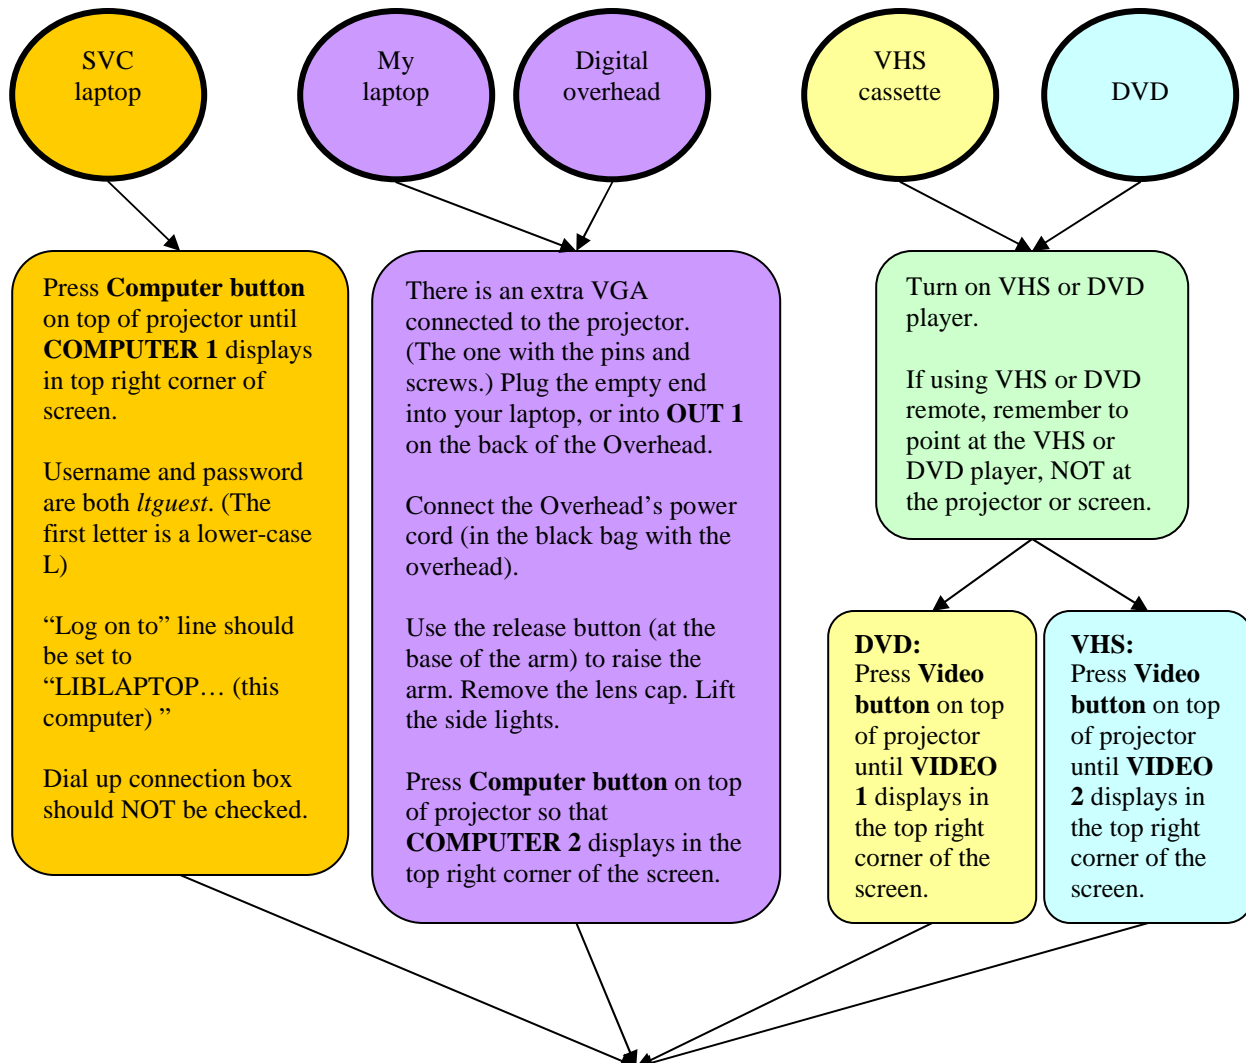 SVC
laptop
My
laptop
Digital
overhead
VHS
cassette
DVD
Press Computer button
on top of projector until
COMPUTER 1 displays
in top right corner of
screen.
Username and password
are both ltguest. (The
first letter is a lower-case
L)
“Log on to” line should
be set to
“LIBLAPTOP… (this
computer) ”
Dial up connection box
should NOT be checked.
There is an extra VGA
connected to the projector.
(The one with the pins and
screws.) Plug the empty end
into your laptop, or into OUT 1
on the back of the Overhead.
Connect the Overhead’s power
cord (in the black bag with the
overhead).
Use the release button (at the
base of the arm) to raise the
arm. Remove the lens cap. Lift
the side lights.
Press Computer button on top
of projector so that
COMPUTER 2 displays in the
top right corner of the screen.
Turn on VHS or DVD
player.
If using VHS or DVD
remote, remember to
point at the VHS or
DVD player, NOT at
the projector or screen.
DVD:
Press Video
button on top
of projector
until VIDEO
1 displays in
the top right
corner of the
screen.
VHS:
Press Video
button on top
of projector
until VIDEO
2 displays in
the top right
corner of the
screen.